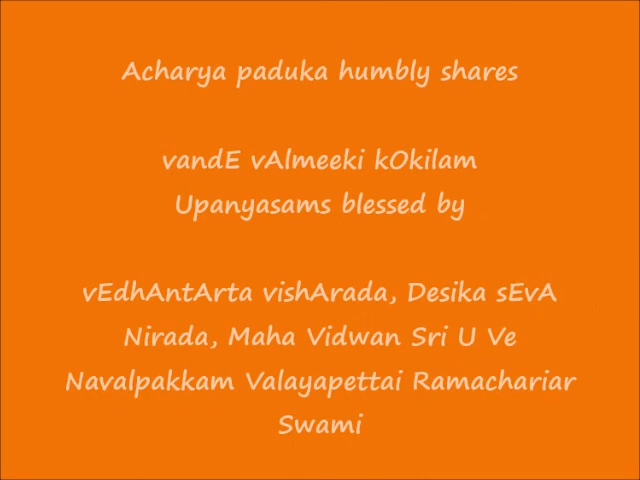 Acharya paduka humbly shares
vandE vAlmeeki kOkilam
Upanyasams blessed by
vEdhAntArta vishArada, Desika sEvA
Nirada, Maha Vidwan Sri U Ve
Navalpakkam Valayapettai Ramachariar
Swami